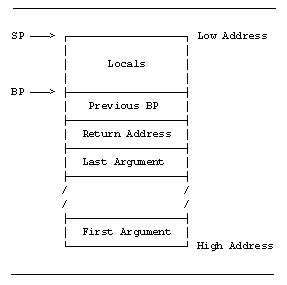 SP Low Address
Locals
BP
Previous BP
Return Address
Last Argument
First Argument
High Address